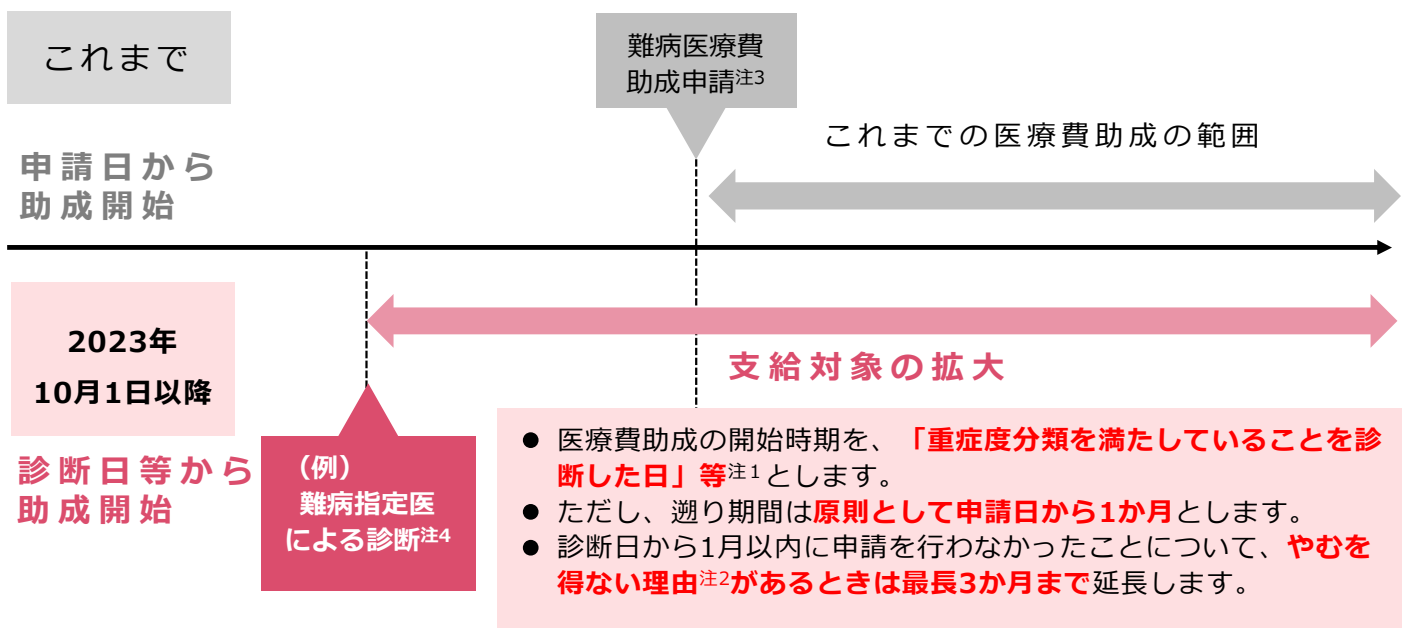 これまで
難病医療費
助成申請注3
これまでの医療費助成の範囲
申請日から
助成開始
2023年
10月1日以降
支給対象の拡大
診断日等から
助成開始
（例）
難病指定医
による診断注4
● 医療費助成の開始時期を、「重症度分類を満たしていることを診
断した日」等注1とします。
● ただし、遡り期間は原則として申請日から1か月とします。
● 診断日から1月以内に申請を行わなかったことについて、やむを
得ない理由注2があるときは最長3か月まで延長します。